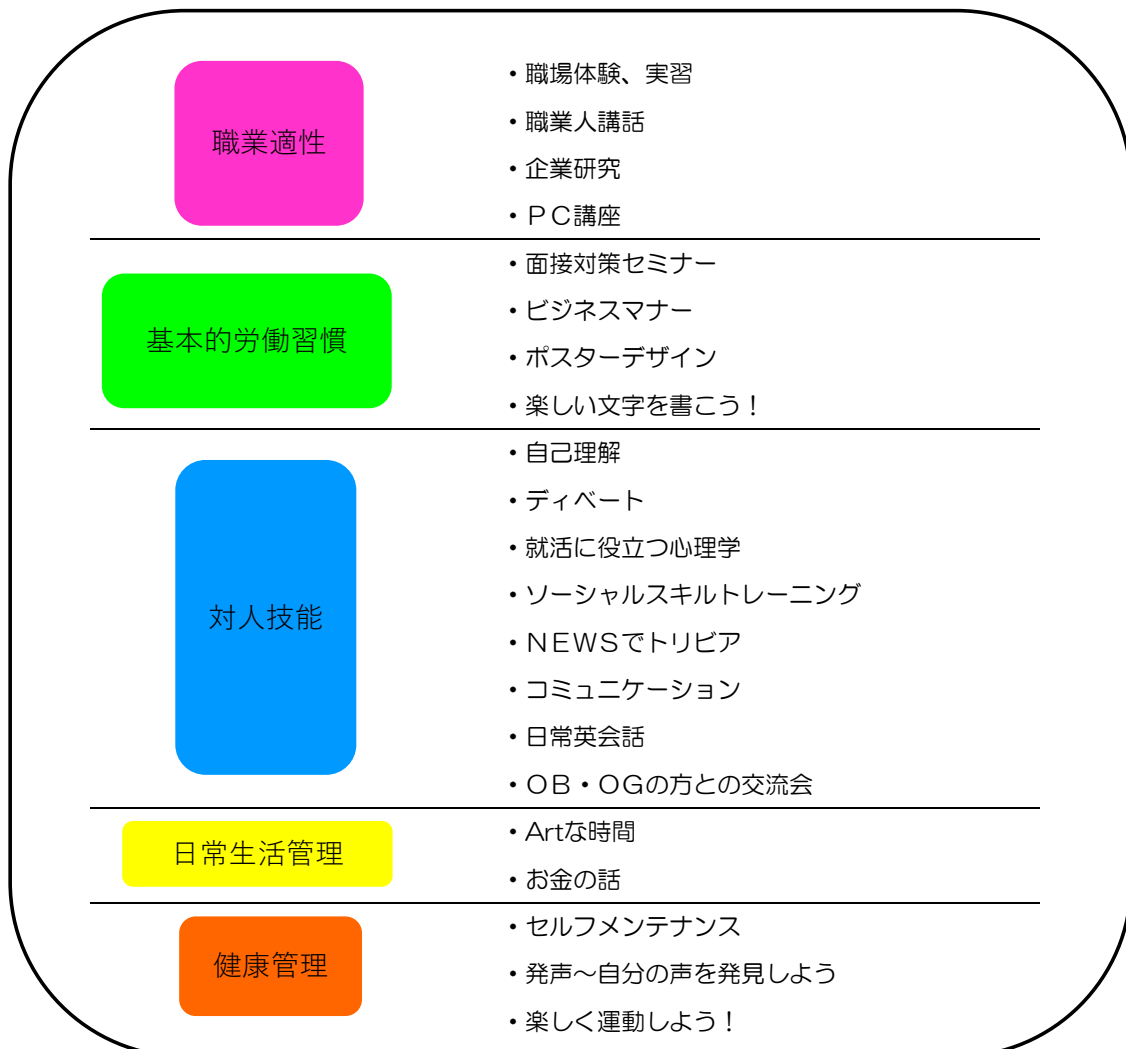 職業適性
・職場体験、実習
・職業人講話
・企業研究
・ＰＣ講座
基本的労働習慣
・面接対策セミナー
・ビジネスマナー
・ポスターデザイン
・楽しい文字を書こう！
対人技能
・自己理解
・ディベート
・就活に役立つ心理学
・ソーシャルスキルトレーニング
・ＮＥＷＳでトリビア
・コミュニケーション
・日常英会話
・ＯＢ・ＯＧの方との交流会
日常生活管理
・Artな時間
・お金の話
健康管理
・セルフメンテナンス
・発声～自分の声を発見しよう
・楽しく運動しよう！